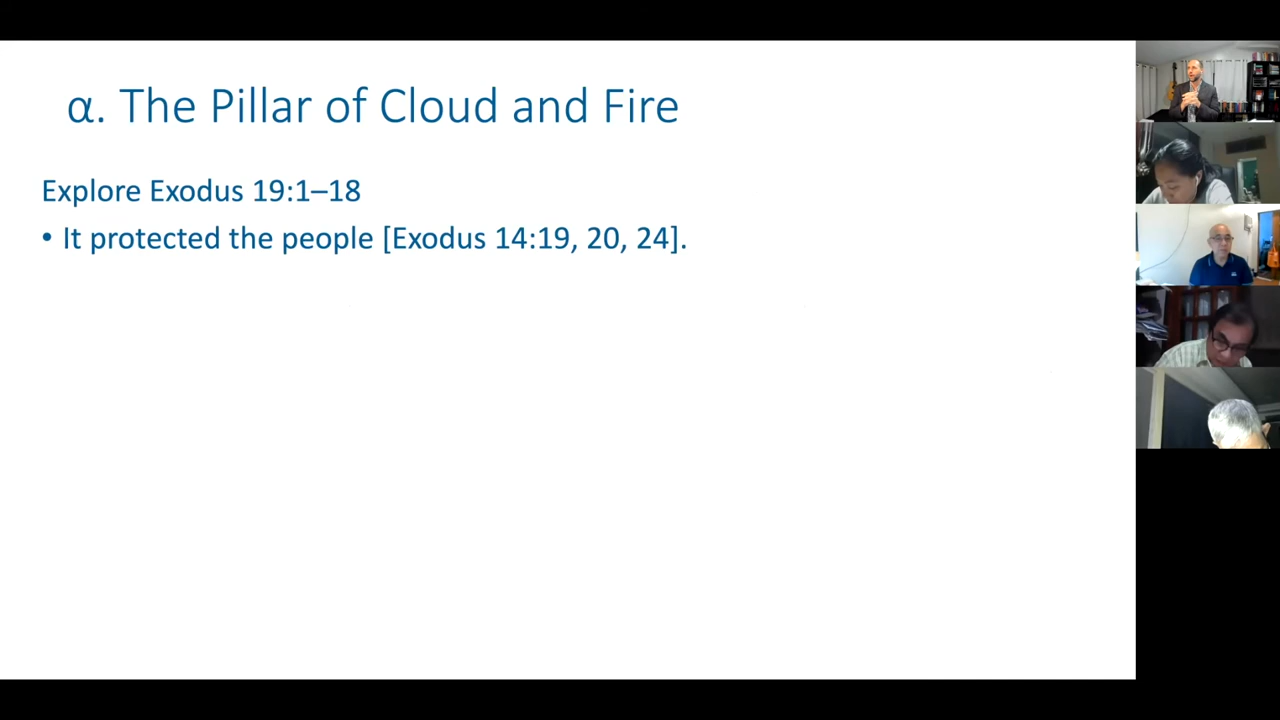 α. The Pillar of Cloud and Fire
Explore Exodus 19:1–18
• It protected the people [Exodus 14:19, 20, 24].